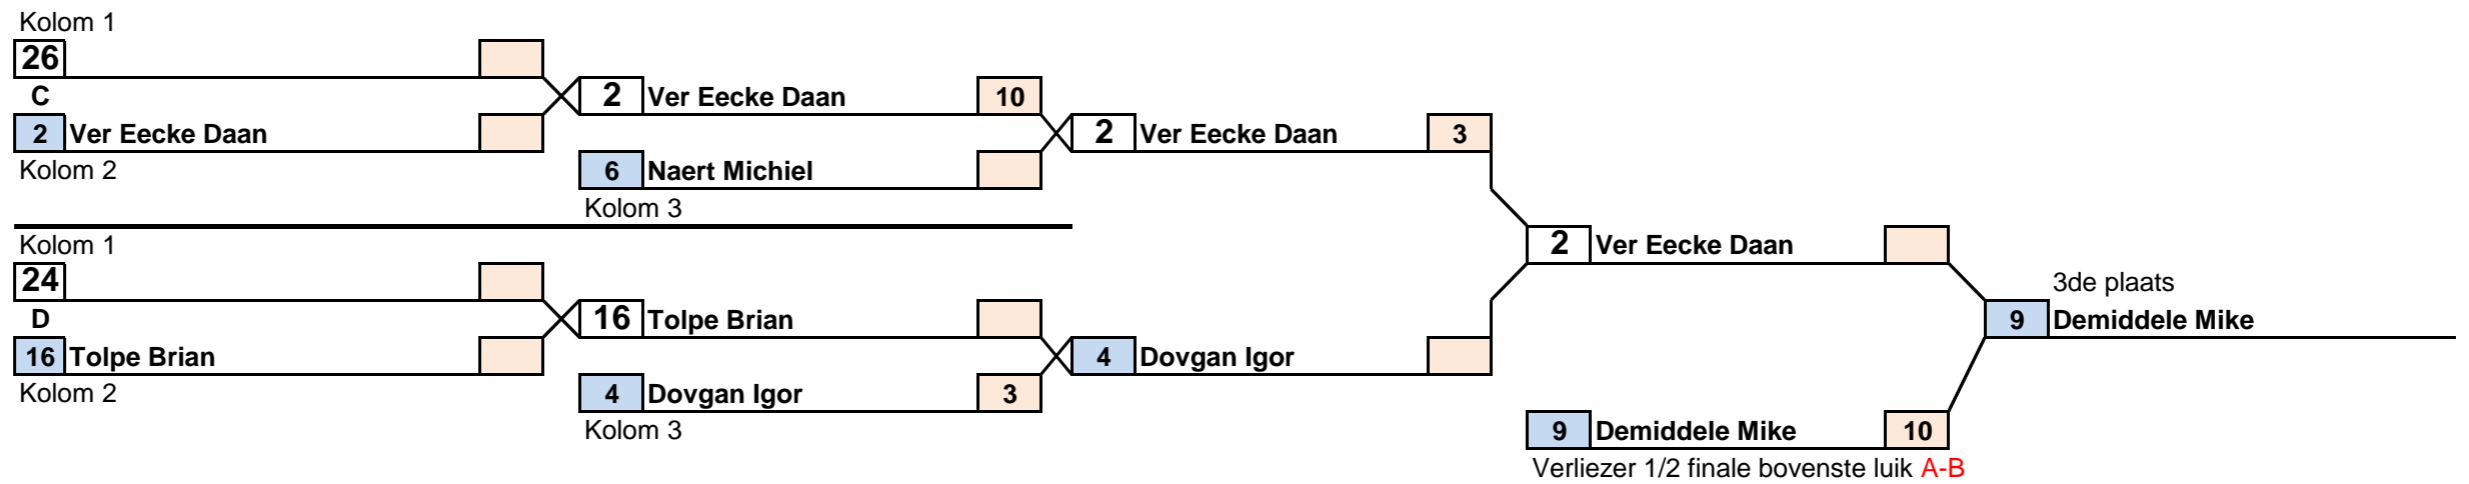 Kolom 1
26
C
2 Ver Eecke Daan
Kolom 2
2 Ver Eecke Daan 10
6 Naert Michiel
Kolom 3
2 Ver Eecke Daan 3
Kolom 1
24
D
16 Tolpe Brian
Kolom 2
16 Tolpe Brian
4 Dovgan Igor 3
Kolom 3
4 Dovgan Igor
2 Ver Eecke Daan
9 Demiddele Mike 10
Verliezer 1/2 finale bovenste luik A-B
3de plaats
9 Demiddele Mike